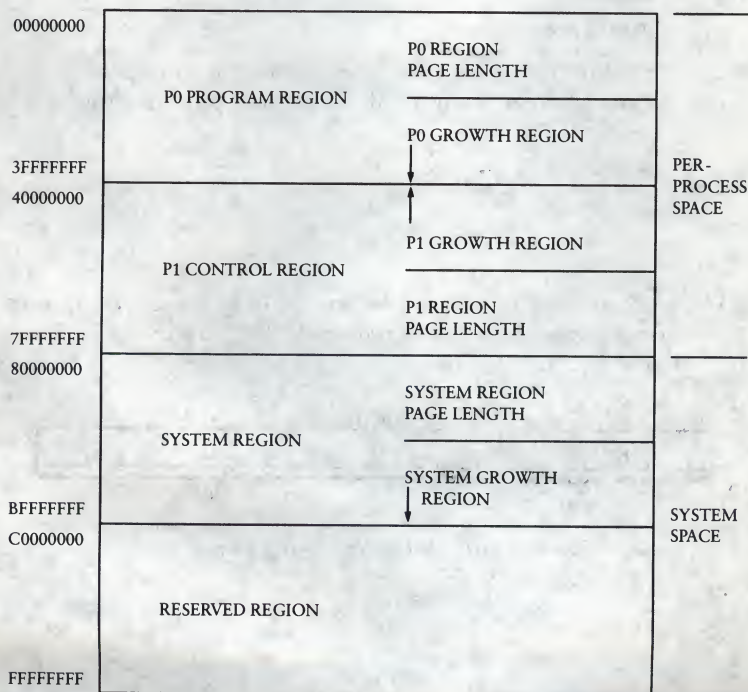 00000000
P0 REGION
PAGE LENGTH
P0 PROGRAM REGION
P0 GROWTH REGION
3FFFFFFF
40000000
PER-
PROCESS
SPACE
P1 GROWTH REGION
P1 CONTROL REGION
P1 REGION
PAGE LENGTH
7FFFFFFF
80000000
SYSTEM REGION
PAGE LENGTH
SYSTEM REGION
SYSTEM GROWTH
REGION
BFFFFFFF
C0000000
SYSTEM
SPACE
RESERVED REGION
FFFFFFFF